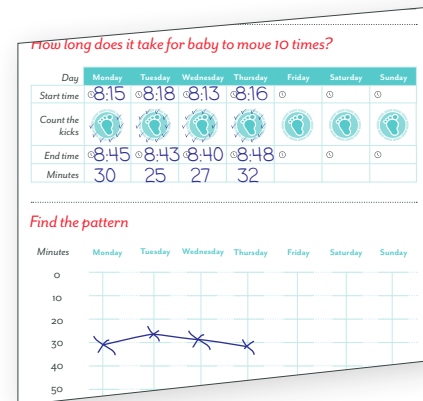 How long does it take for baby to move 10 times?
Day Monday Tuesday Wednesday Thursday Friday Saturday Sunday
Start time 8:15 8:18 8:13 8:16
Count the
kicks
End time 8:45 8:43 8:40 8:48
Minutes 30 25 27 32
Find the pattern
Minutes Monday Tuesday Wednesday Thursday Friday Saturday Sunday
0
10
20
30
40
50